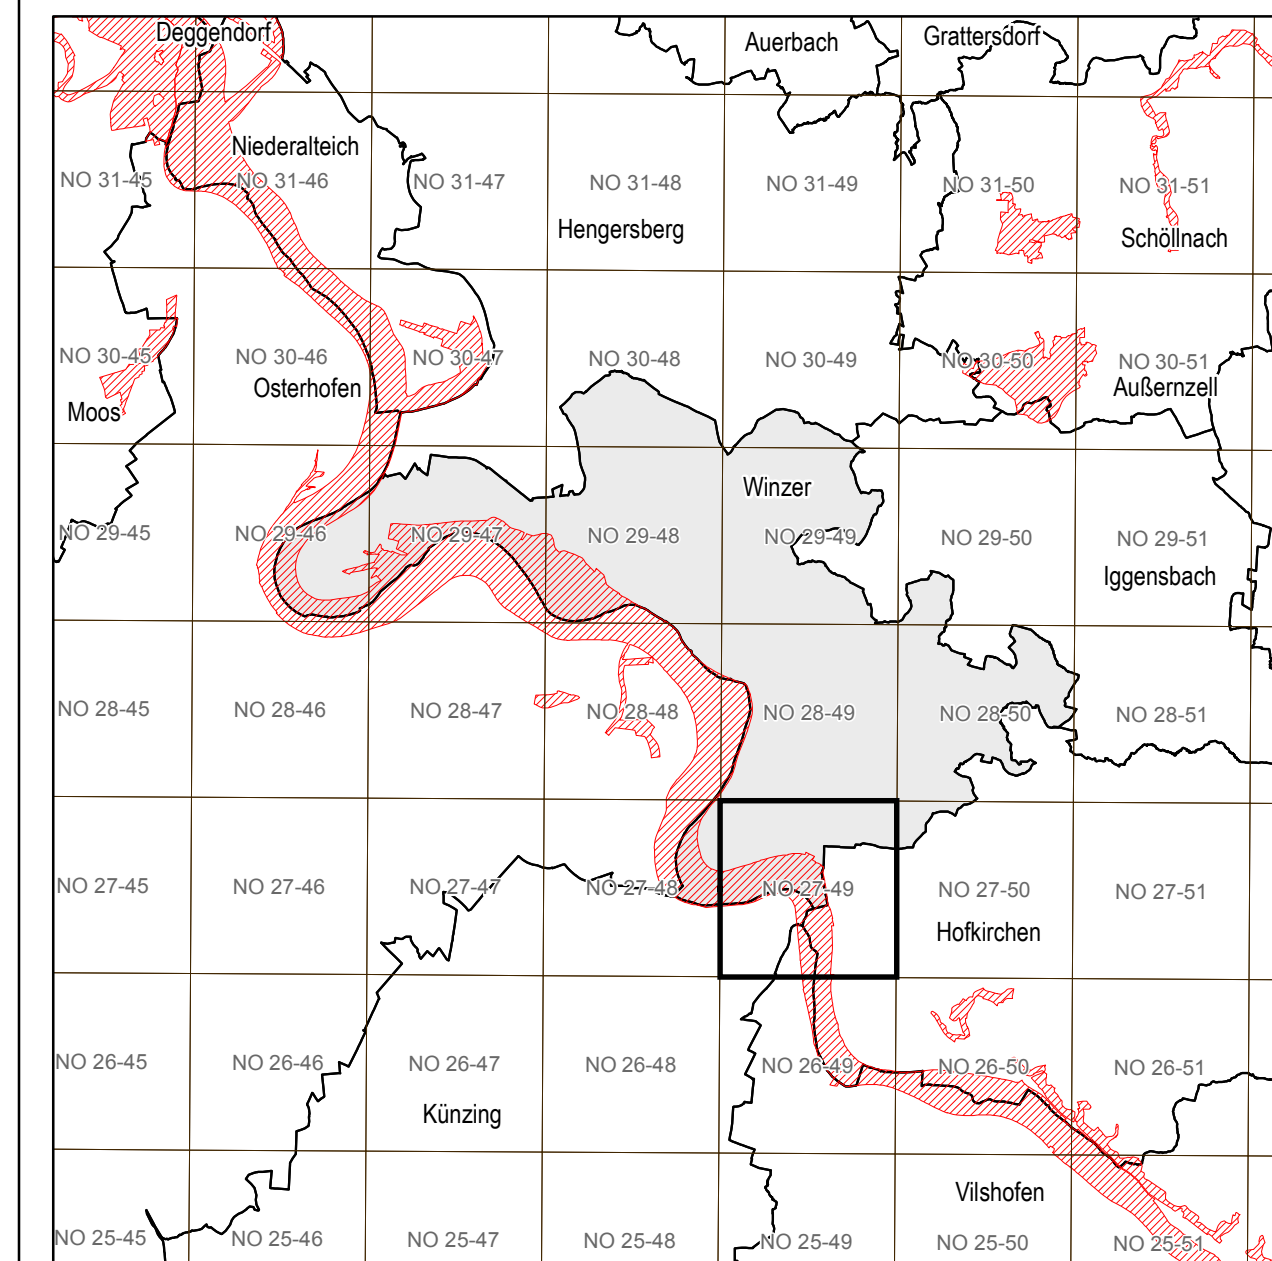 Deggendorf
Auerbach
Grattersdorf
Niederalteich
NO 31-45
NO 31-46
NO 31-47
NO 31-48
NO 31-49
NO 31-50
NO 31-51
Hengersberg
Schöllnach
NO 30-45
NO 30-46
NO 30-47
NO 30-48
NO 30-49
NO 30-50
NO 30-51
Osterhofen
Außernzell
Moos
Winzer
NO 29-45
NO 29-46
NO 29-47
NO 29-48
NO 29-49
NO 29-50
NO 29-51
Iggensbach
NO 28-45
NO 28-46
NO 28-47
NO 28-48
NO 28-49
NO 28-50
NO 28-51
NO 27-45
NO 27-46
NO 27-47
NO 27-48
NO 27-49
NO 27-50
NO 27-51
Hofkirchen
NO 26-45
NO 26-46
NO 26-47
NO 26-48
NO 26-49
NO 26-50
NO 26-51
Künzing
Vilshofen
NO 25-45
NO 25-46
NO 25-47
NO 25-48
NO 25-49
NO 25-50
NO 25-51